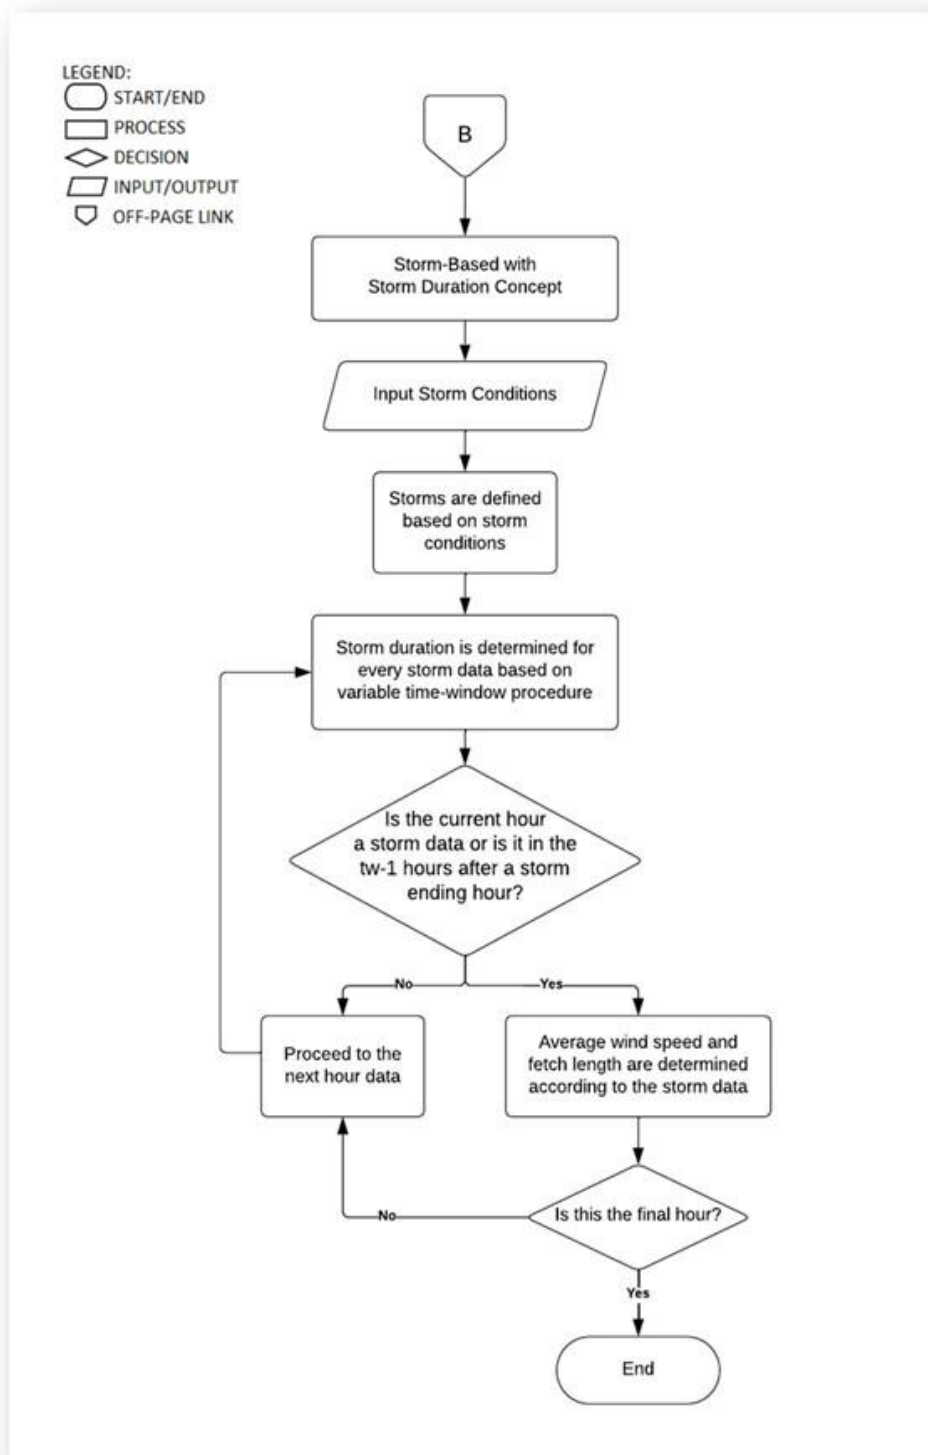 LEGEND:
START/END
PROCESS
DECISION
INPUT/OUTPUT
OFF-PAGE LINK
B
Storm-Based with
Storm Duration Concept
Input Storm Conditions
Storms are defined
based on storm
conditions
Storm duration is determined for
every storm data based on
variable time-window procedure
Is the current hour
a storm data or is it in the
tw-1 hours after a storm
ending hour?
No
Yes
Proceed to the
next hour data
Average wind speed and
fetch length are determined
according to the storm data
No
Is this the final hour?
Yes
End